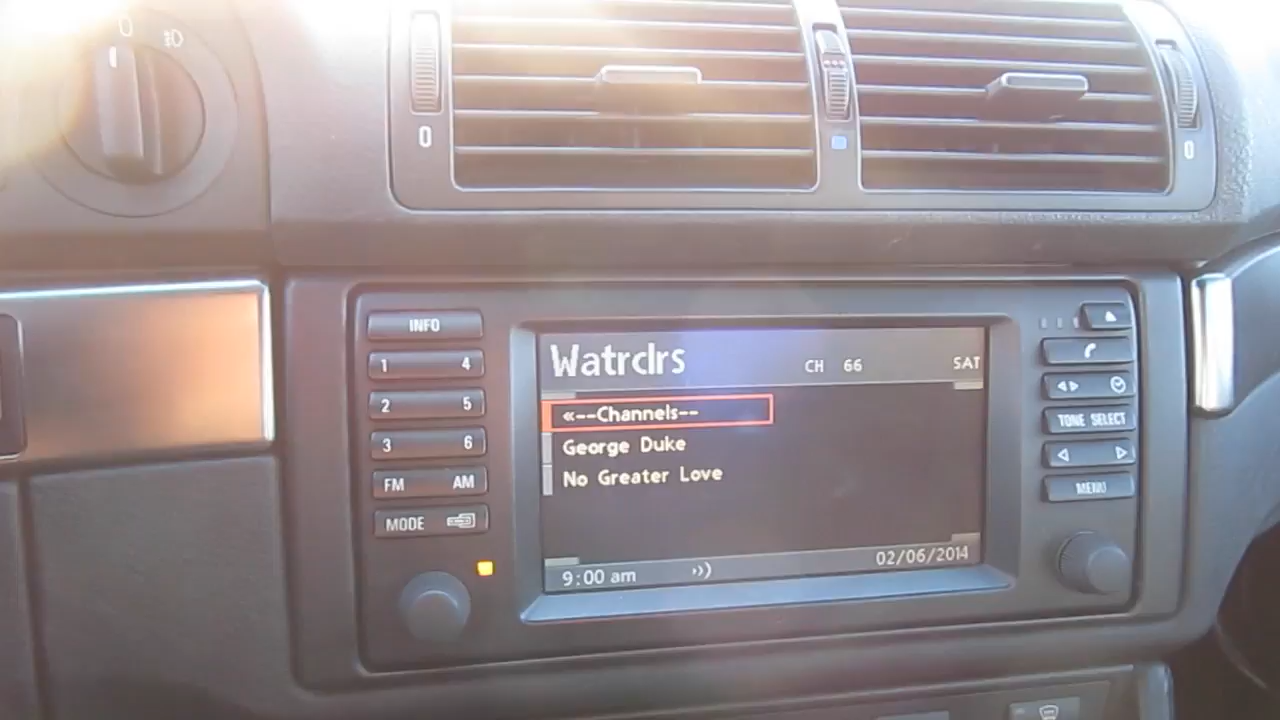 0
0
0
INFO
1 4
2 5
3 6
FM AM
MODE
Watrclrs CH 66 SAT
«--Channels--
George Duke
No Greater Love
9:00 am 02/06/2014
TONE SELECT
MENU